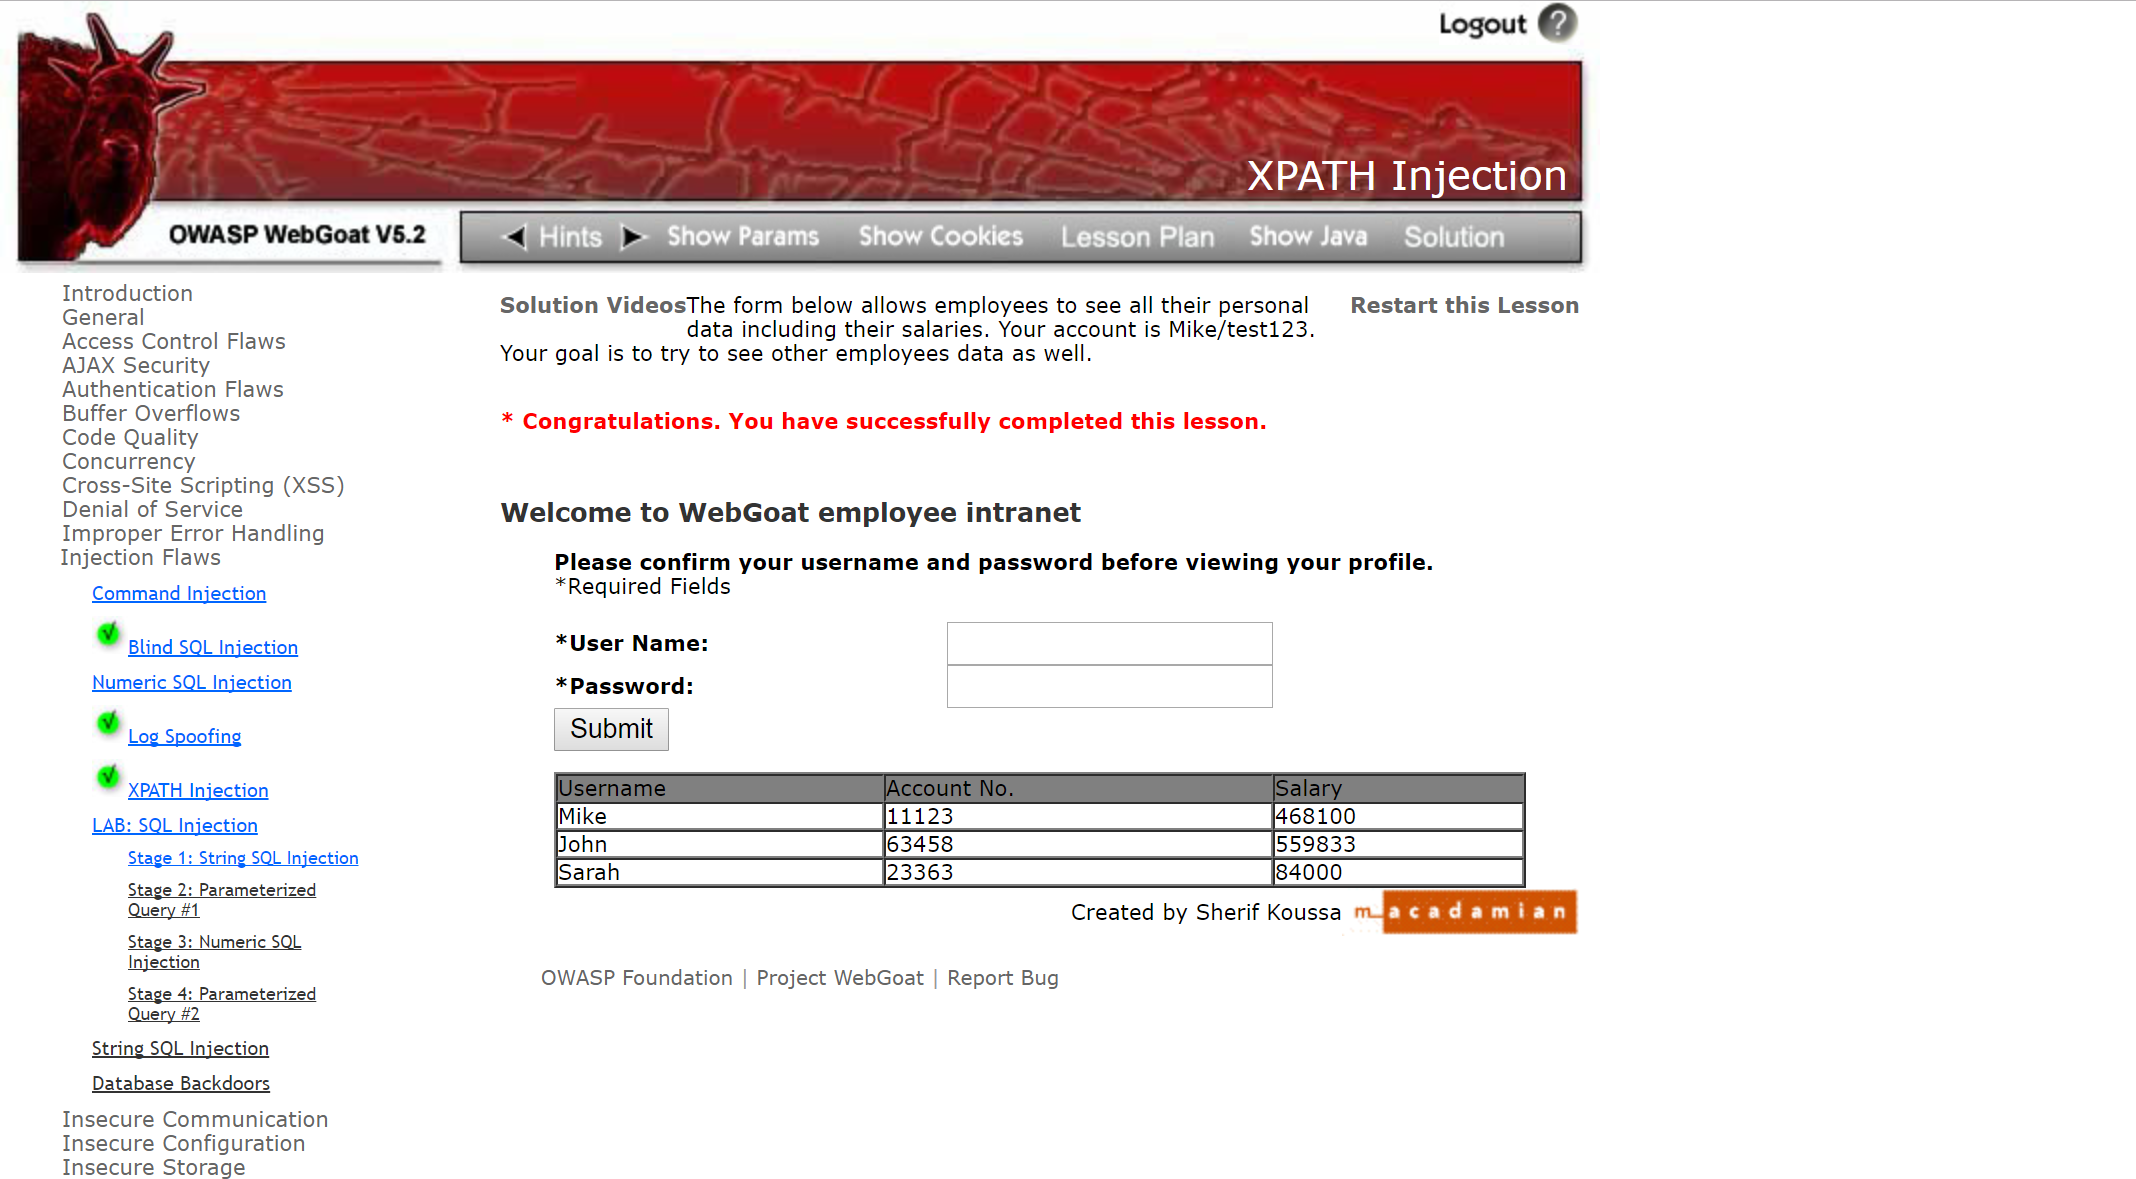 Logout ?
XPATH Injection
OWASP WebGoat V5.2
Hints Show Params Show Cookies Lesson Plan Show Java Solution
Introduction
General
Access Control Flaws
AJAX Security
Authentication Flaws
Buffer Overflows
Code Quality
Concurrency
Cross-Site Scripting (XSS)
Denial of Service
Improper Error Handling
Injection Flaws
Command Injection
Blind SQL Injection
Numeric SQL Injection
Log Spoofing
XPATH Injection
LAB: SQL Injection
Stage 1: String SQL Injection
Stage 2: Parameterized
Query #1
Stage 3: Numeric SQL
Injection
Stage 4: Parameterized
Query #2
String SQL Injection
Database Backdoors
Insecure Communication
Insecure Configuration
Insecure Storage
Solution Videos The form below allows employees to see all their personal Restart this Lesson
data including their salaries. Your account is Mike/test123.
Your goal is to try to see other employees data as well.
* Congratulations. You have successfully completed this lesson.
Welcome to WebGoat employee intranet
Please confirm your username and password before viewing your profile.
*Required Fields
*User Name:
*Password:
Submit
Username Account No. Salary
Mike 11123 468100
John 63458 559833
Sarah 23363 84000
Created by Sherif Koussa macadamian
OWASP Foundation | Project WebGoat | Report Bug